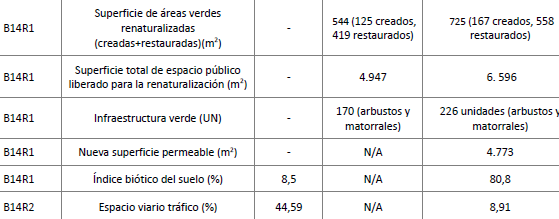 Superficie de áreas verdes
B14R1 renaturalizadas - 544 (125 creados, 725 (167 creados, 558
(creadas+restauradas)(m²) 419 restaurados) restaurados)
B14R1 Superficie total de espacio público - 4.947 6. 596
liberado para la renaturalización (m²)
B14R1 Infraestructura verde (UN) - 170 (arbustos y 226 unidades (arbustos y
matorrales) matorrales)
B14R1 Nueva superficie permeable (m²) - N/A 4.773
B14R1 Índice biótico del suelo (%) 8,5 N/A 80,8
B14R2 Espacio viario tráfico (%) 44,59 N/A 8,91